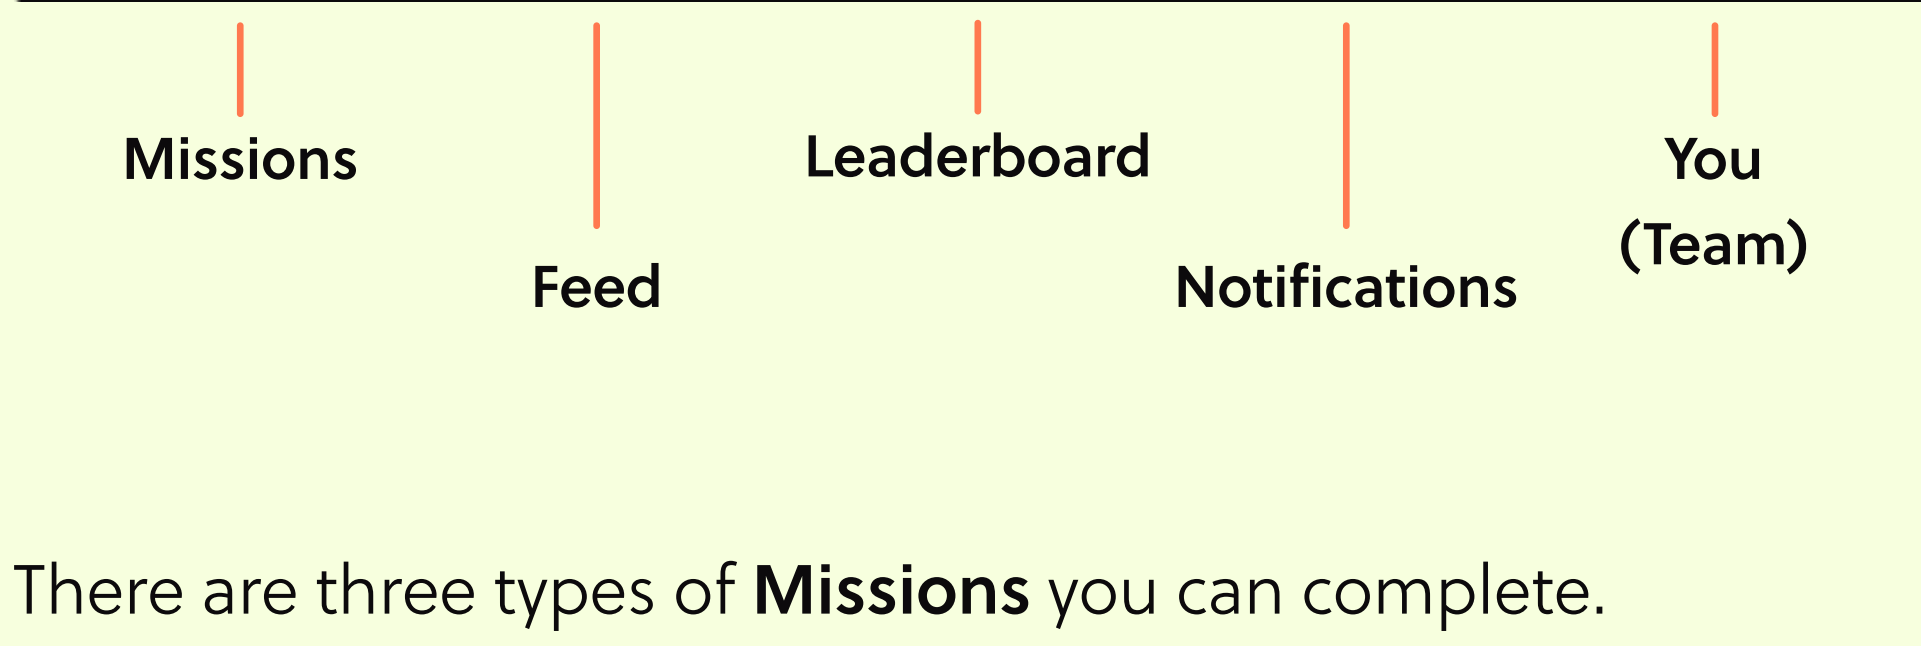 Missions
Feed
Leaderboard
Notifications
You
(Team)
There are three types of Missions you can complete.